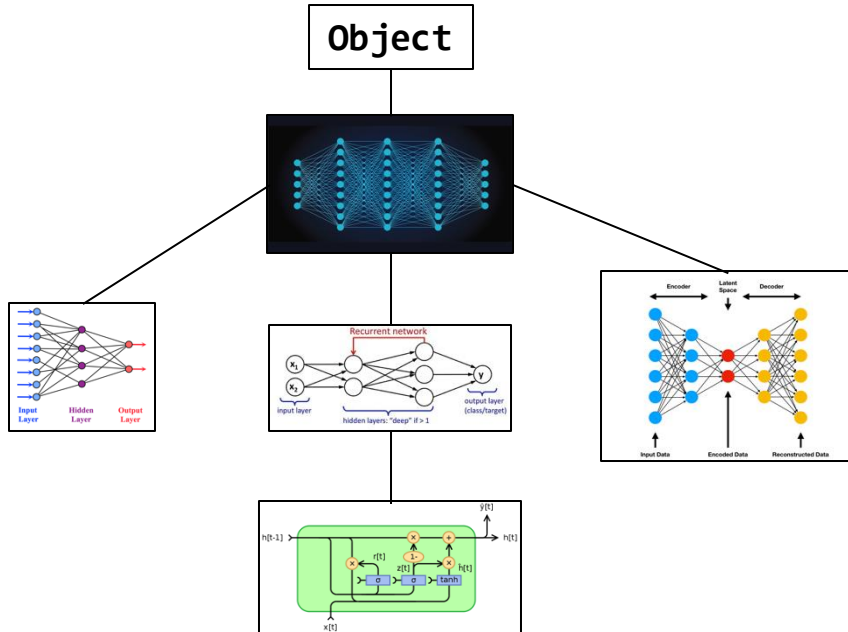 Object
Input
Layer
Hidden
Layer
Output
Layer
Recurrent network
x1
x2
y
input layer
hidden layers: "deep" if > 1
output layer
(class/target)
Encoder
Latent
Space
Decoder
Input Data
Encoded Data
Reconstructed Data
ŷ[t]
h[t-1]
h[t]
×
+
r[t]
1-
×
z[t]
×
ĥ[t]
σ
σ
tanh
x[t]